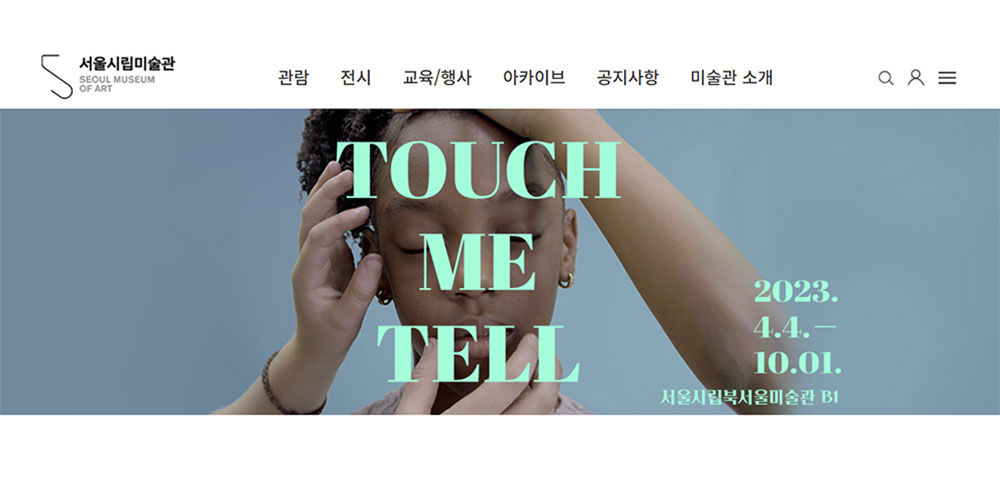 서울시립미술관
SEOUL MUSEUM
OF ART
관람 전시 교육/행사 아카이브 공지사항 미술관 소개
TOUCH
ME
TELL
2023.
4.4.—
10.01.
서울시립북서울미술관 B1